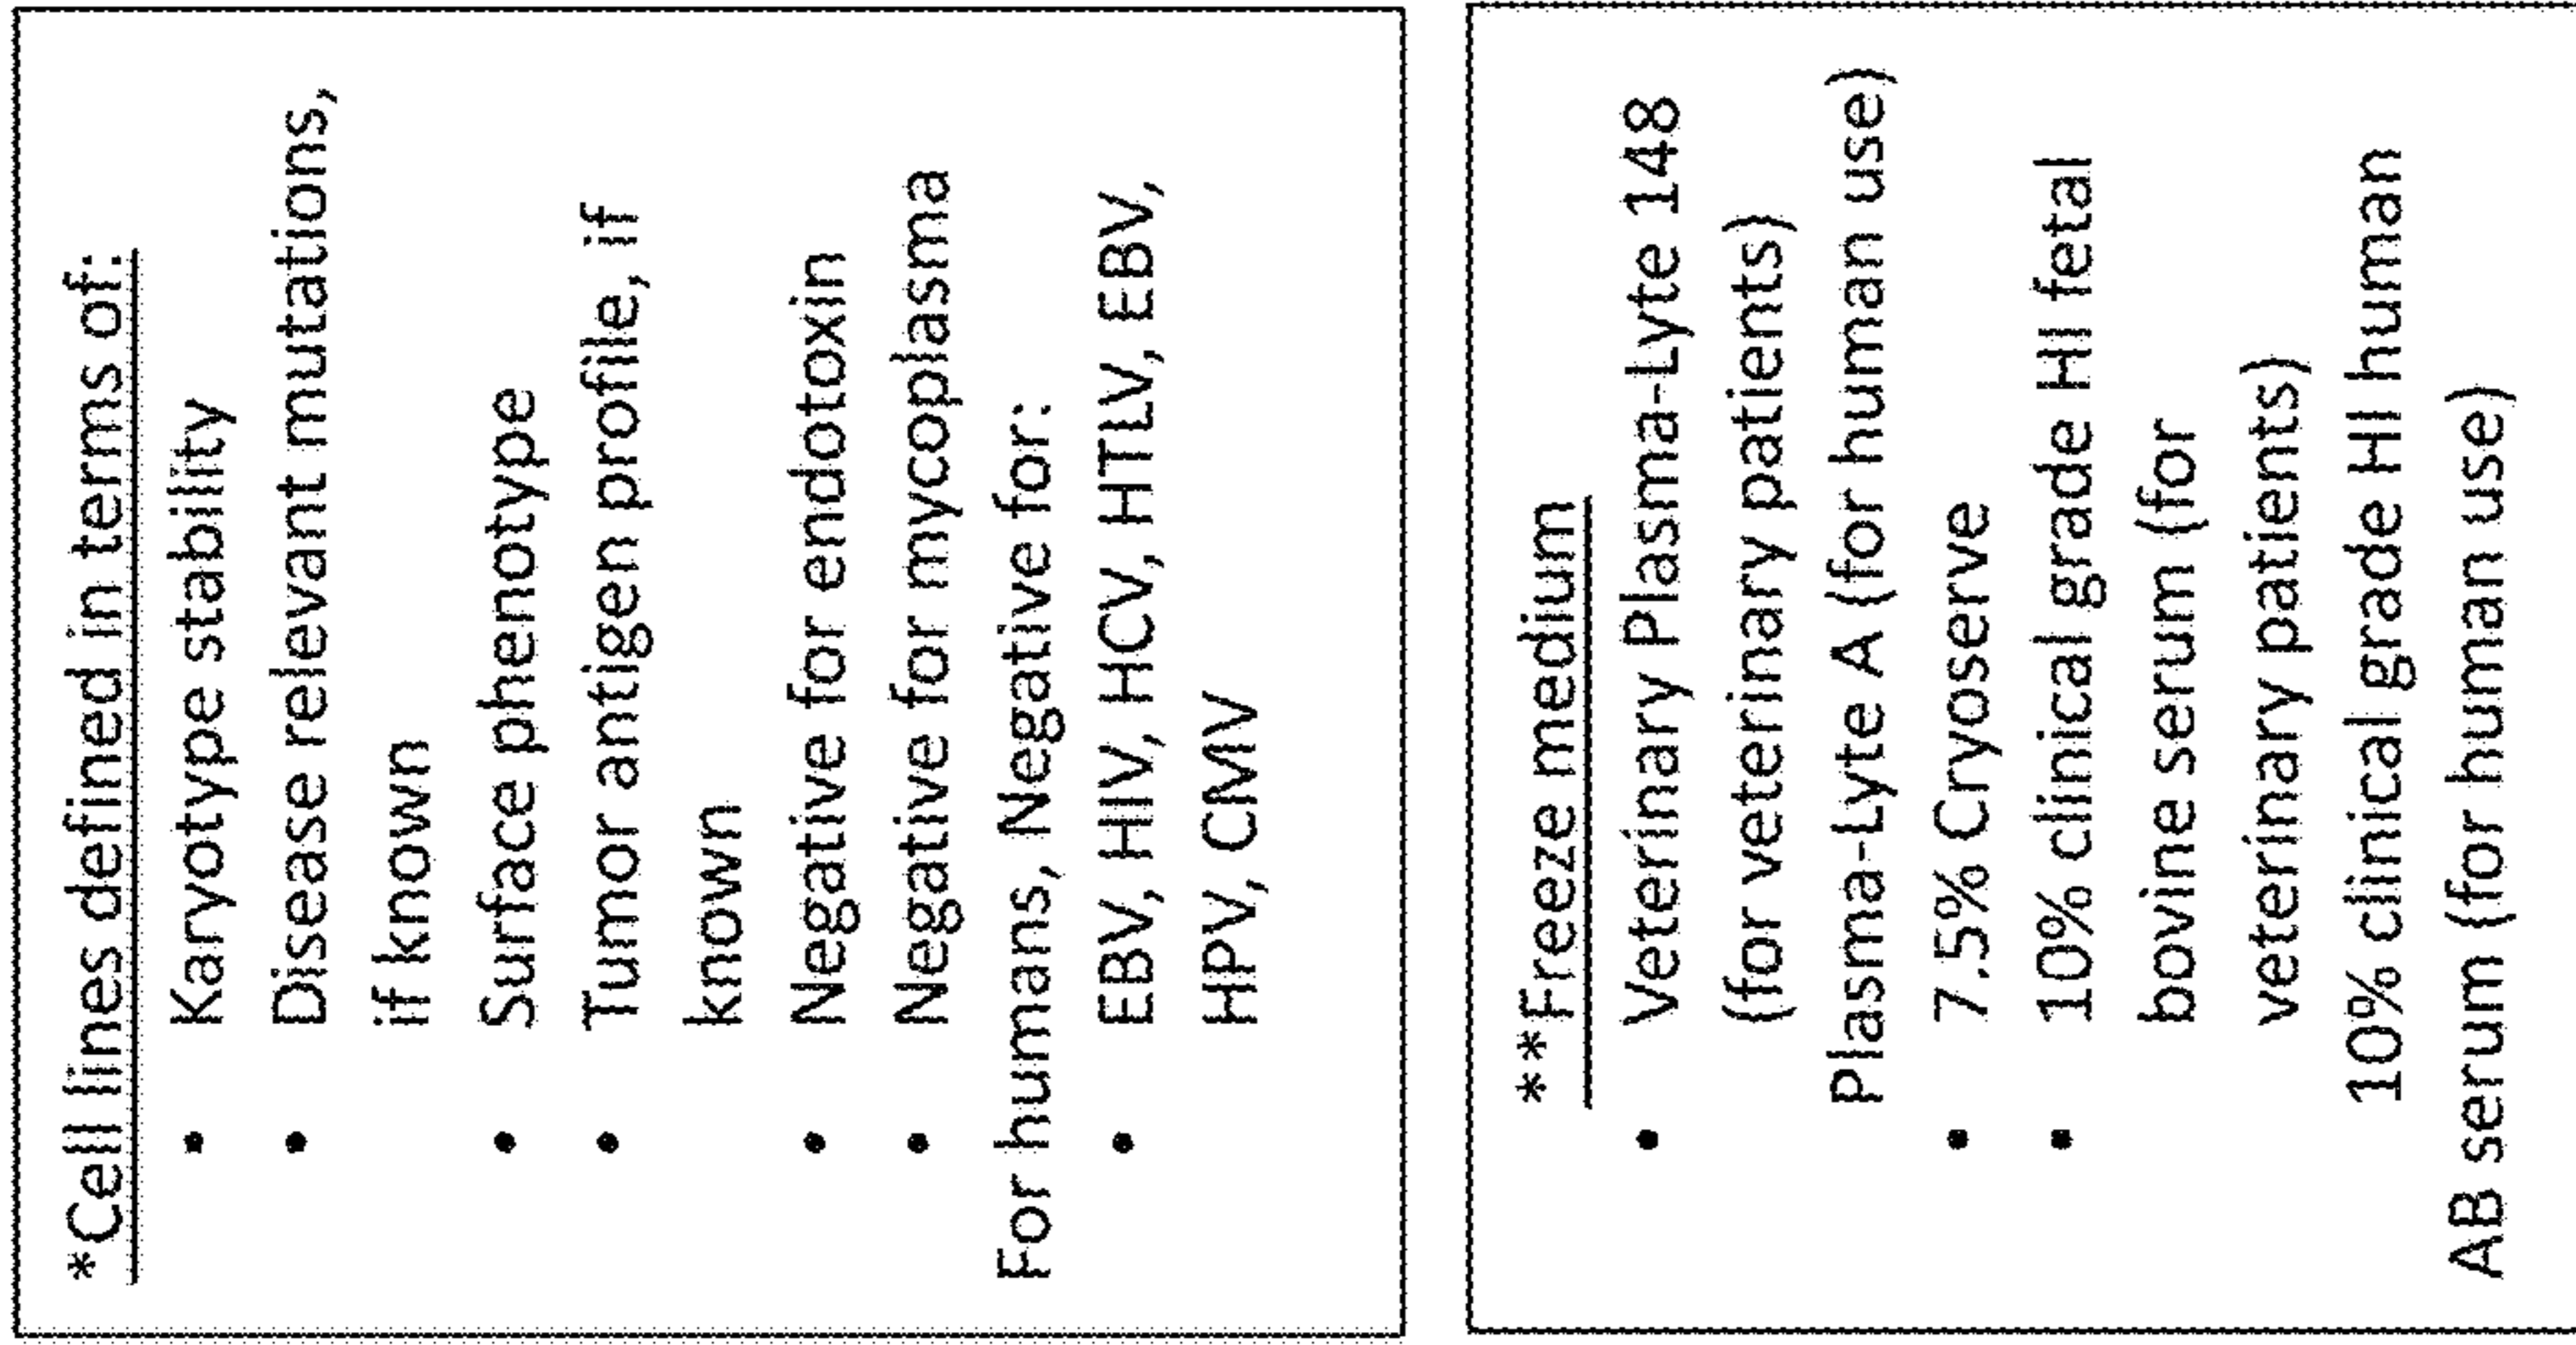 *Cell lines defined in terms of:
• Karyotype stability
• Disease relevant mutations,
if known
• Surface phenotype
• Tumor antigen profile, if
known
• Negative for endotoxin
• Negative for mycoplasma
For humans, Negative for:
• EBV, HIV, HCV, HTLV, EBV,
HPV, CMV
**Freeze medium
• Veterinary Plasma-Lyte 148
(for veterinary patients)
Plasma-Lyte A (for human use)
• 7.5% Cryoserve
• 10% clinical grade HI fetal
bovine serum (for
veterinary patients)
10% clinical grade HI human
AB serum (for human use)